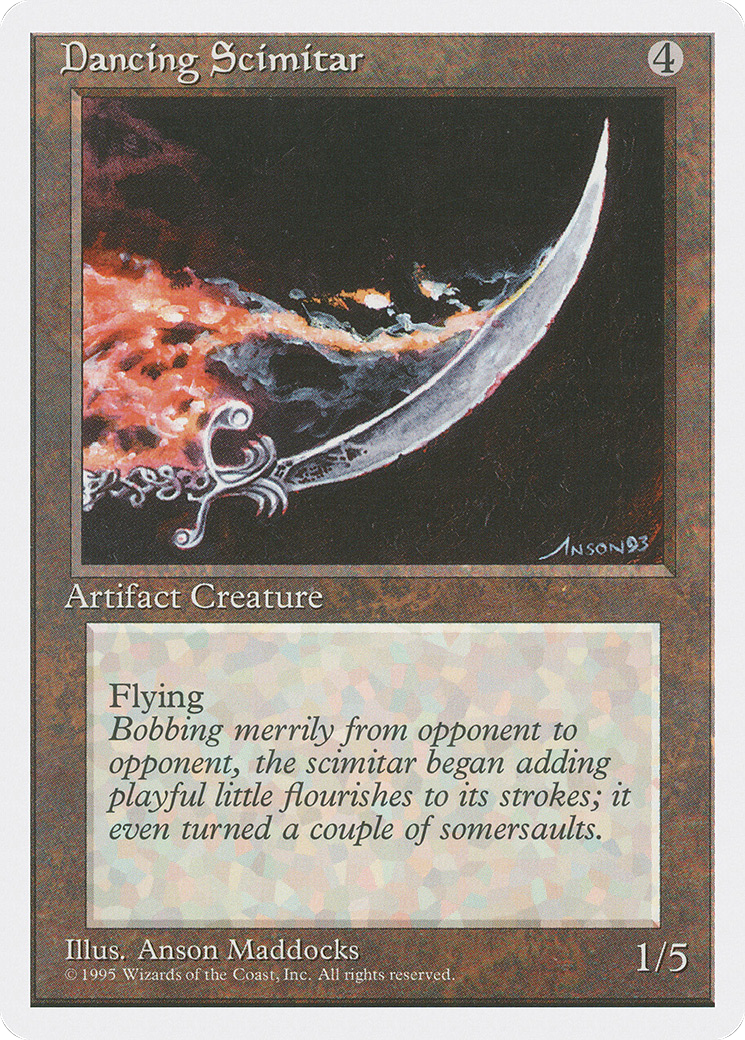 Dancing Scimitar 4
ANSON93
Artifact Creature
Flying
Bobbing merrily from opponent to
opponent, the scimitar began adding
playful little flourishes to its strokes; it
even turned a couple of somersaults.
Illus. Anson Maddocks
© 1995 Wizards of the Coast, Inc. All rights reserved.
1/5